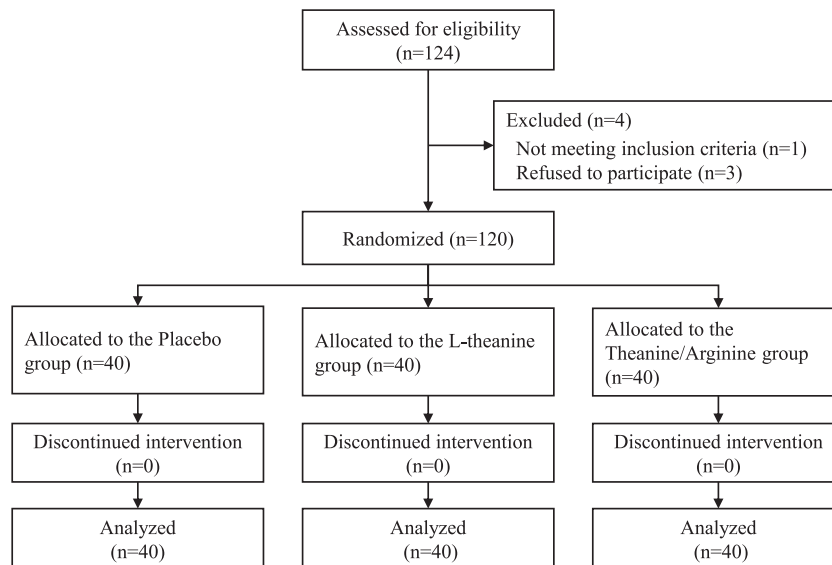 Assessed for eligibility
(n=124)
Excluded (n=4)
Not meeting inclusion criteria (n=1)
Refused to participate (n=3)
Randomized (n=120)
Allocated to the Placebo
group (n=40)
Allocated to the L-theanine
group (n=40)
Allocated to the
Theanine/Arginine group
(n=40)
Discontinued intervention
(n=0)
Discontinued intervention
(n=0)
Discontinued intervention
(n=0)
Analyzed
(n=40)
Analyzed
(n=40)
Analyzed
(n=40)